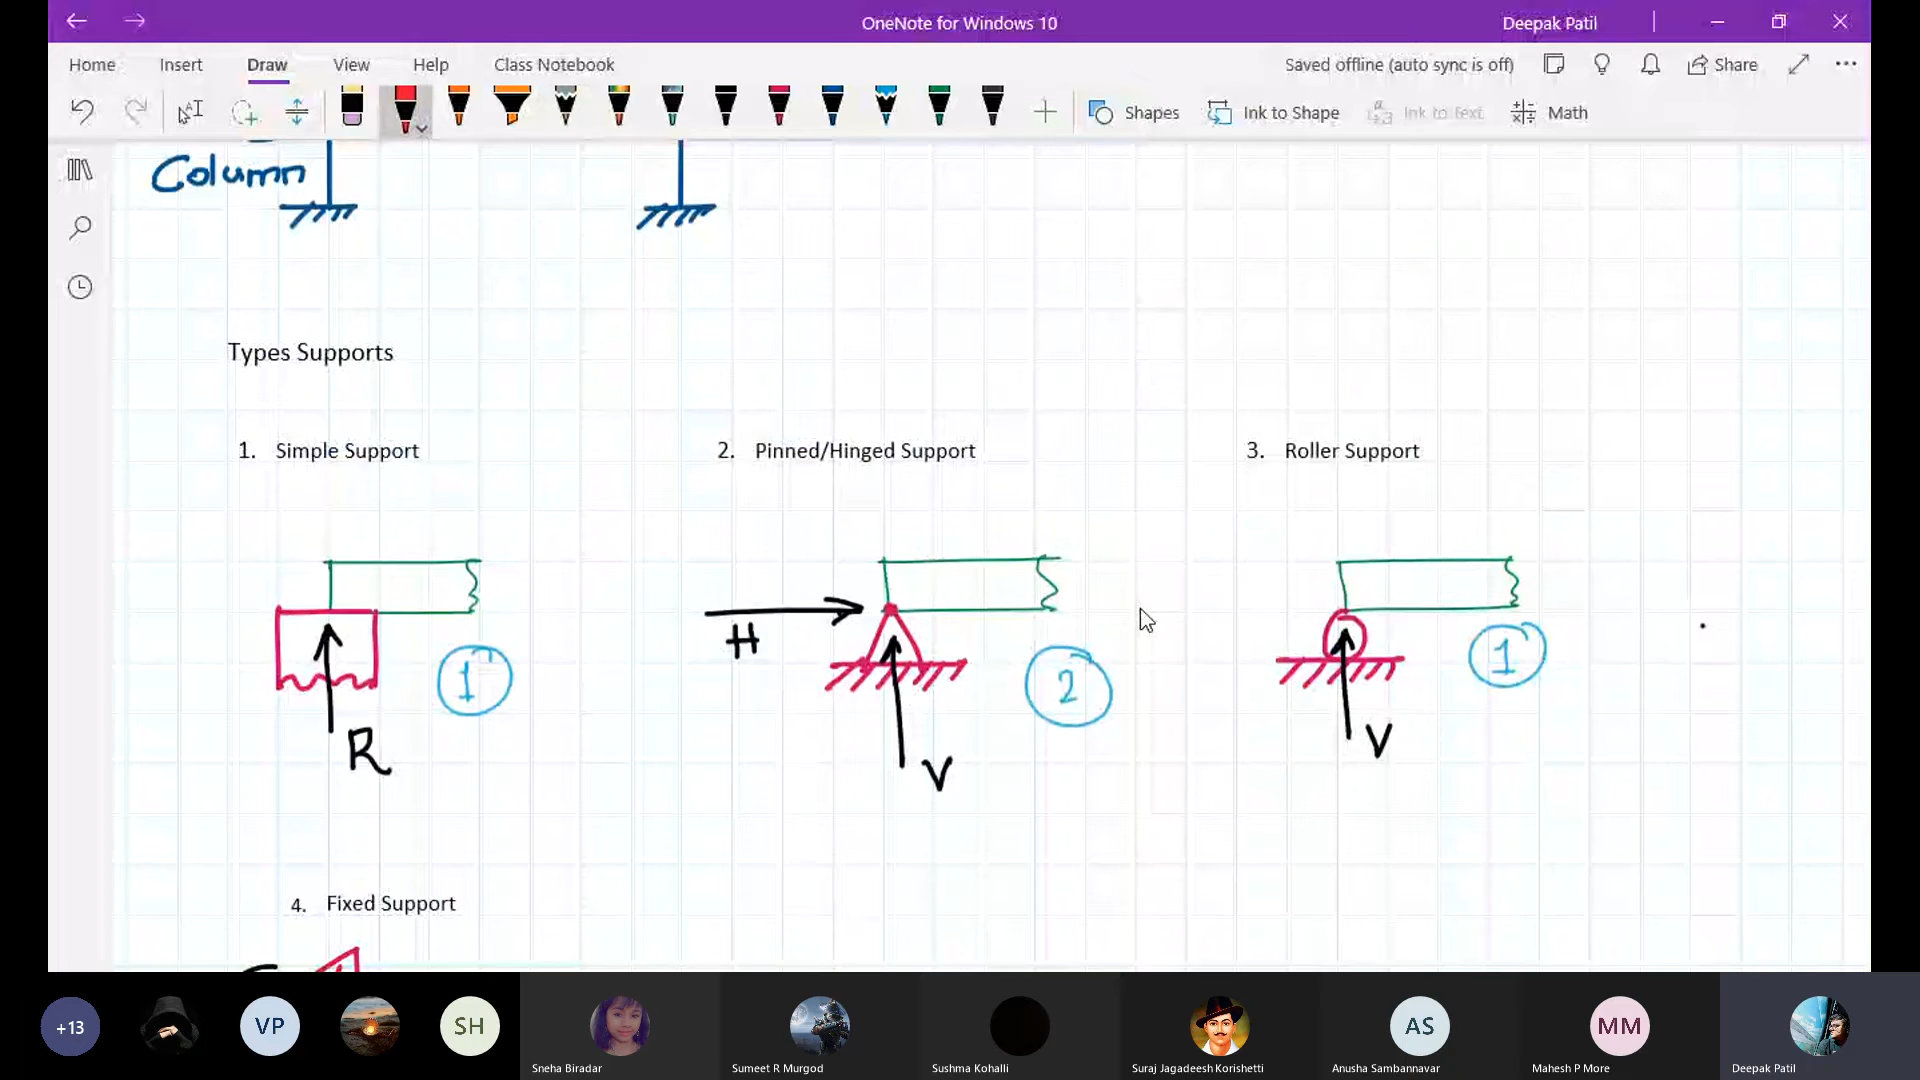 OneNote for Windows 10
Deepak Patil
Home Insert Draw View Help Class Notebook
Saved offline (auto sync is off)
Share
Shapes
Ink to Shape
Ink to Text
Math
Column
Types Supports
1. Simple Support
2. Pinned/Hinged Support
3. Roller Support
H
1
2
1
R
V
V
4. Fixed Support
+13
VP
SH
AS
MM
Sneha Biradar
Sumeet R Murgod
Sushma Kohalli
Suraj Jagadeesh Korishetti
Anusha Sambannavar
Mahesh P More
Deepak Patil